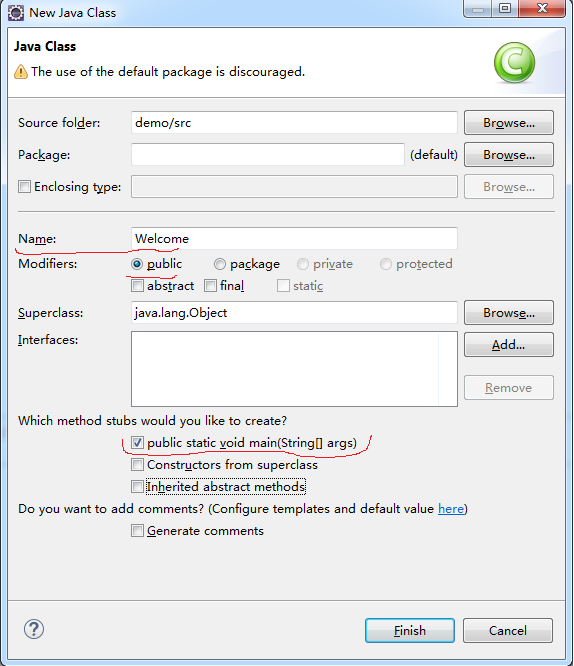 New Java Class
Java Class
The use of the default package is discouraged.
C
Source folder: demo/src Browse...
Package: (default) Browse...
Enclosing type: Browse...
Name: Welcome
Modifiers: public package private protected
abstract final static
Superclass: java.lang.Object Browse...
Interfaces: Add...
Remove
Which method stubs would you like to create?
public static void main(String[] args)
Constructors from superclass
Inherited abstract methods
Do you want to add comments? (Configure templates and default value here)
Generate comments
? Finish Cancel